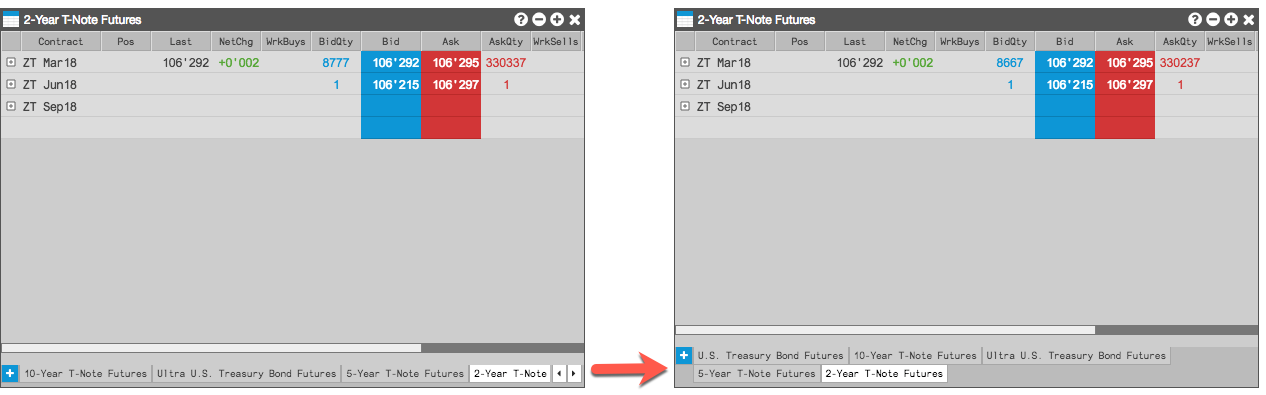 2-Year T-Note Futures
Contract Pos Last NetChg WrkBuys BidQty Bid Ask AskQty WrkSells
ZT Mar18 106'292 +0'002 8777 106'292 106'295 330337
ZT Jun18 1 106'215 106'297 1
ZT Sep18
10-Year T-Note Futures Ultra U.S. Treasury Bond Futures 5-Year T-Note Futures 2-Year T-Note
2-Year T-Note Futures
Contract Pos Last NetChg WrkBuys BidQty Bid Ask AskQty WrkSells
ZT Mar18 106'292 +0'002 8667 106'292 106'295 330237
ZT Jun18 1 106'215 106'297 1
ZT Sep18
U.S. Treasury Bond Futures 10-Year T-Note Futures Ultra U.S. Treasury Bond Futures
5-Year T-Note Futures 2-Year T-Note Futures